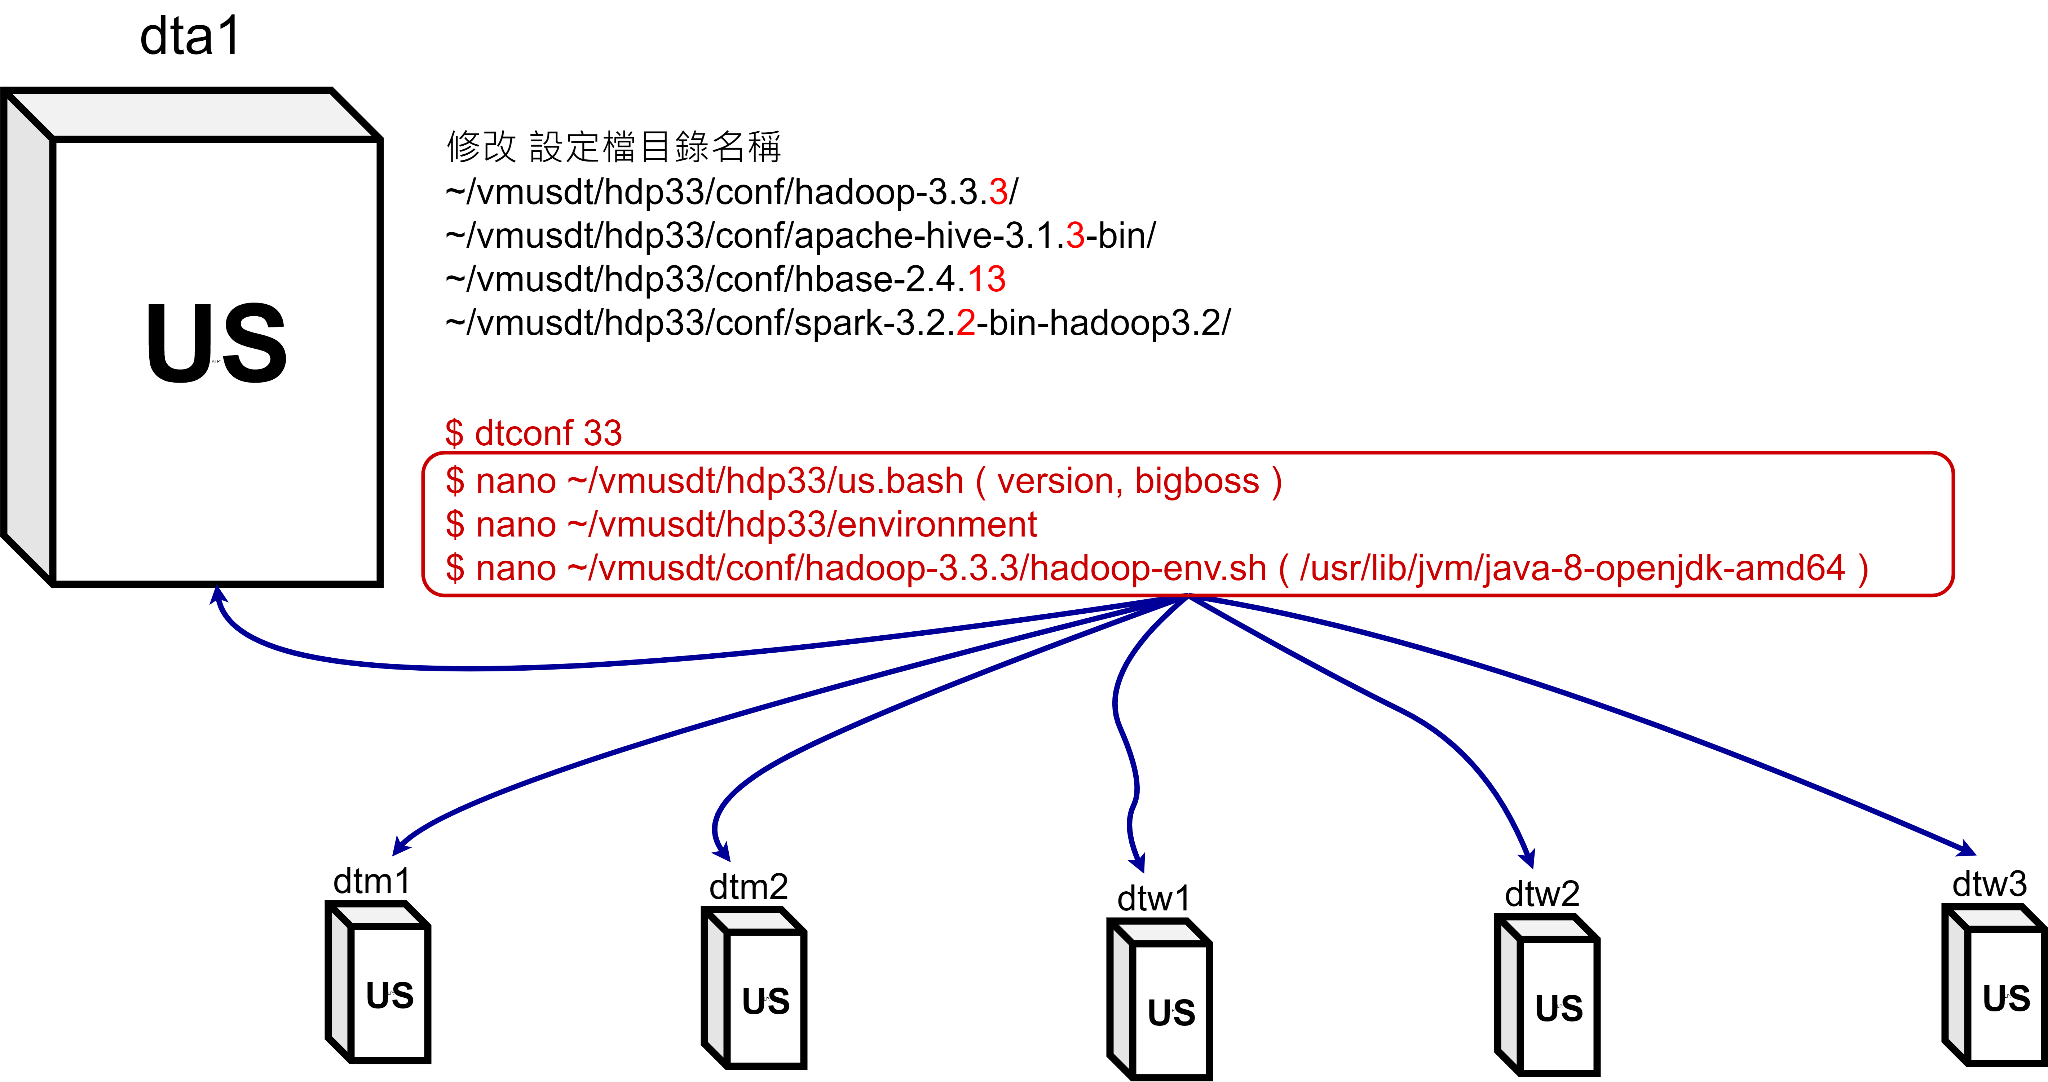 dta1
US
修改 設定檔目錄名稱
~/vmusdt/hdp33/conf/hadoop-3.3.3/
~/vmusdt/hdp33/conf/apache-hive-3.1.3-bin/
~/vmusdt/hdp33/conf/hbase-2.4.13
~/vmusdt/hdp33/conf/spark-3.2.2-bin-hadoop3.2/
$ dtconf 33
$ nano ~/vmusdt/hdp33/us.bash ( version, bigboss )
$ nano ~/vmusdt/hdp33/environment
$ nano ~/vmusdt/conf/hadoop-3.3.3/hadoop-env.sh ( /usr/lib/jvm/java-8-openjdk-amd64 )
dtm1
US
dtm2
US
dtw1
US
dtw2
US
dtw3
US